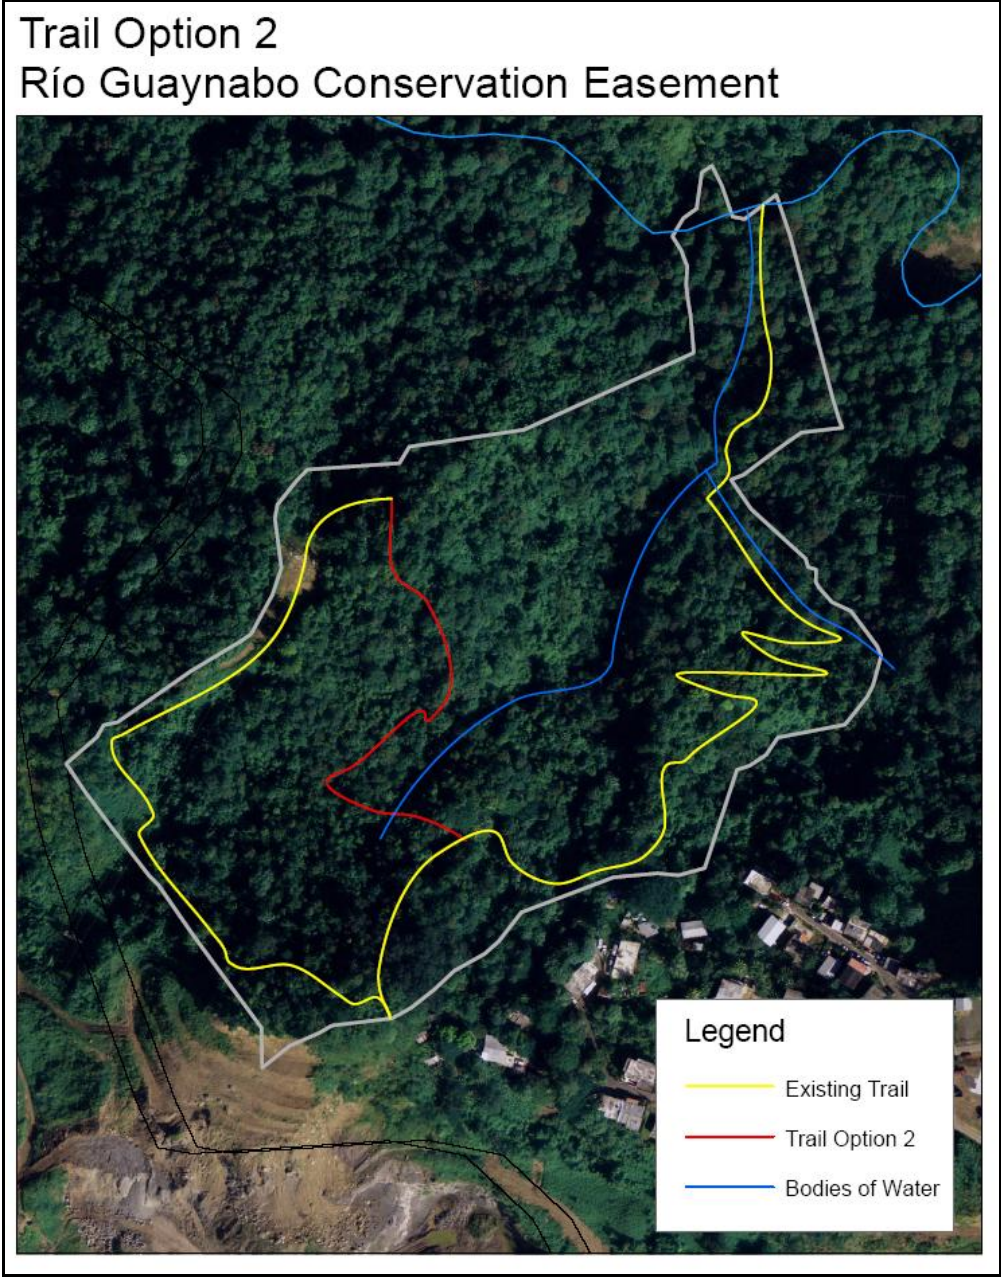 Trail Option 2
Río Guaynabo Conservation Easement
Legend
Existing Trail
Trail Option 2
Bodies of Water